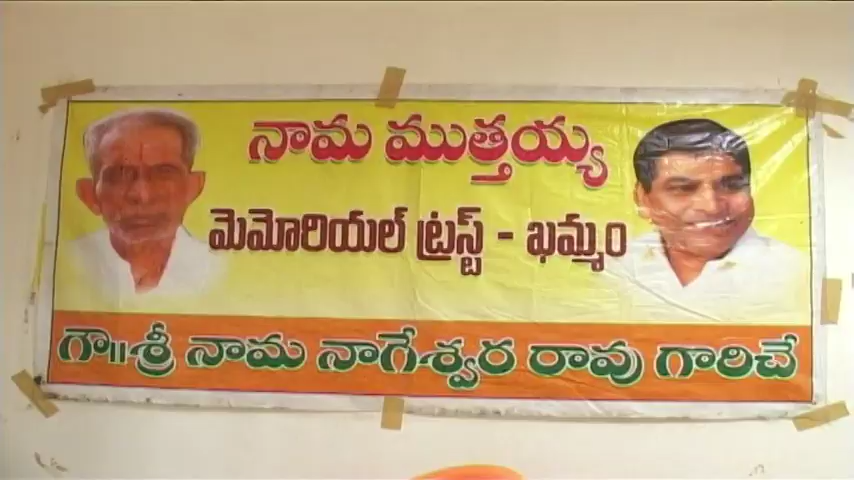 నామ ముత్తయ్య
మెమోరియల్ ట్రస్ట్ - ఖమ్మం
గౌ॥శ్రీ నామ నాగేశ్వర రావు గారిచే